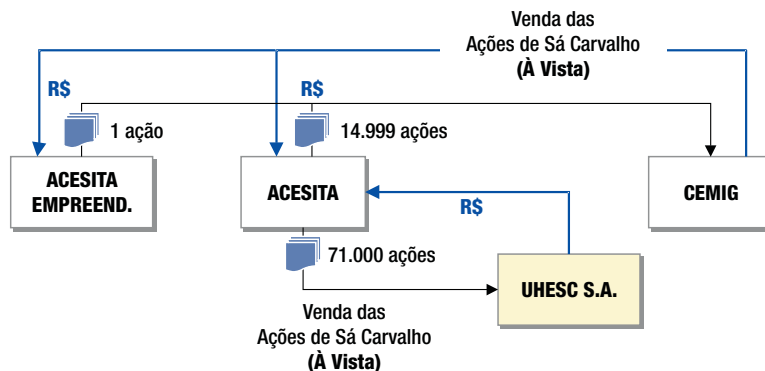 Venda das
Ações de Sá Carvalho
(À Vista)
R$
R$
1 ação
14.999 ações
ACESITA
EMPREEND.
ACESITA
CEMIG
R$
71.000 ações
UHESC S.A.
Venda das
Ações de Sá Carvalho
(À Vista)